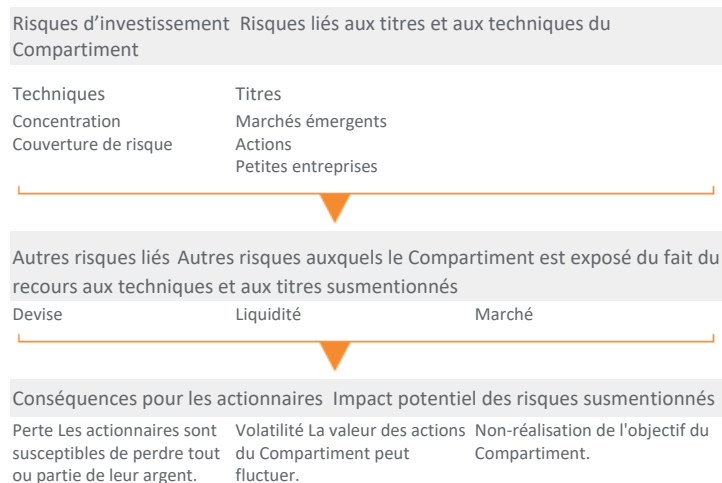 Risques d’investissement Risques liés aux titres et aux techniques du
Compartiment
Techniques Titres
Concentration Marchés émergents
Couverture de risque Actions
Petites entreprises
Autres risques liés Autres risques auxquels le Compartiment est exposé du fait du
recours aux techniques et aux titres susmentionnés
Devise Liquidité Marché
Conséquences pour les actionnaires Impact potentiel des risques susmentionnés
Perte Les actionnaires sont
susceptibles de perdre tout
ou partie de leur argent.
Volatilité La valeur des actions
du Compartiment peut
fluctuer.
Non-réalisation de l'objectif du
Compartiment.